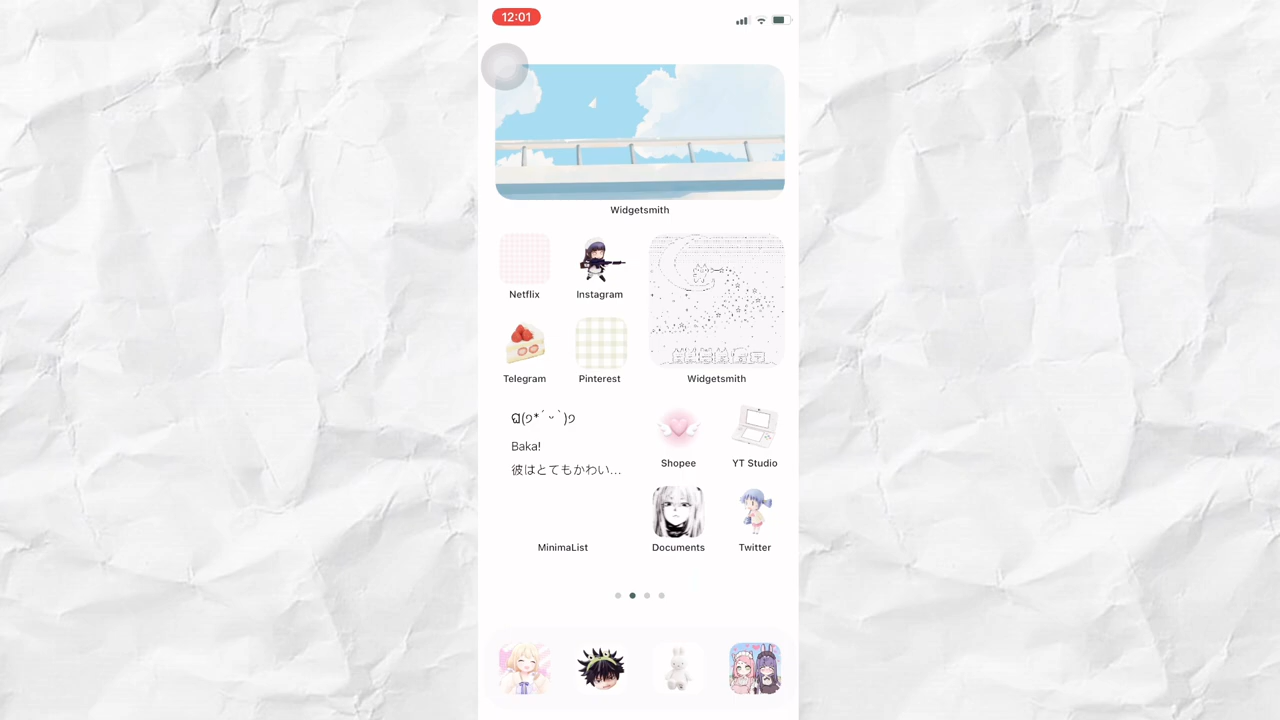 12:01
Widgetsmith
Netflix
Instagram
Telegram
Pinterest
Widgetsmith
Baka!
彼はとてもかわい...
MinimaList
Shopee
YT Studio
Documents
Twitter